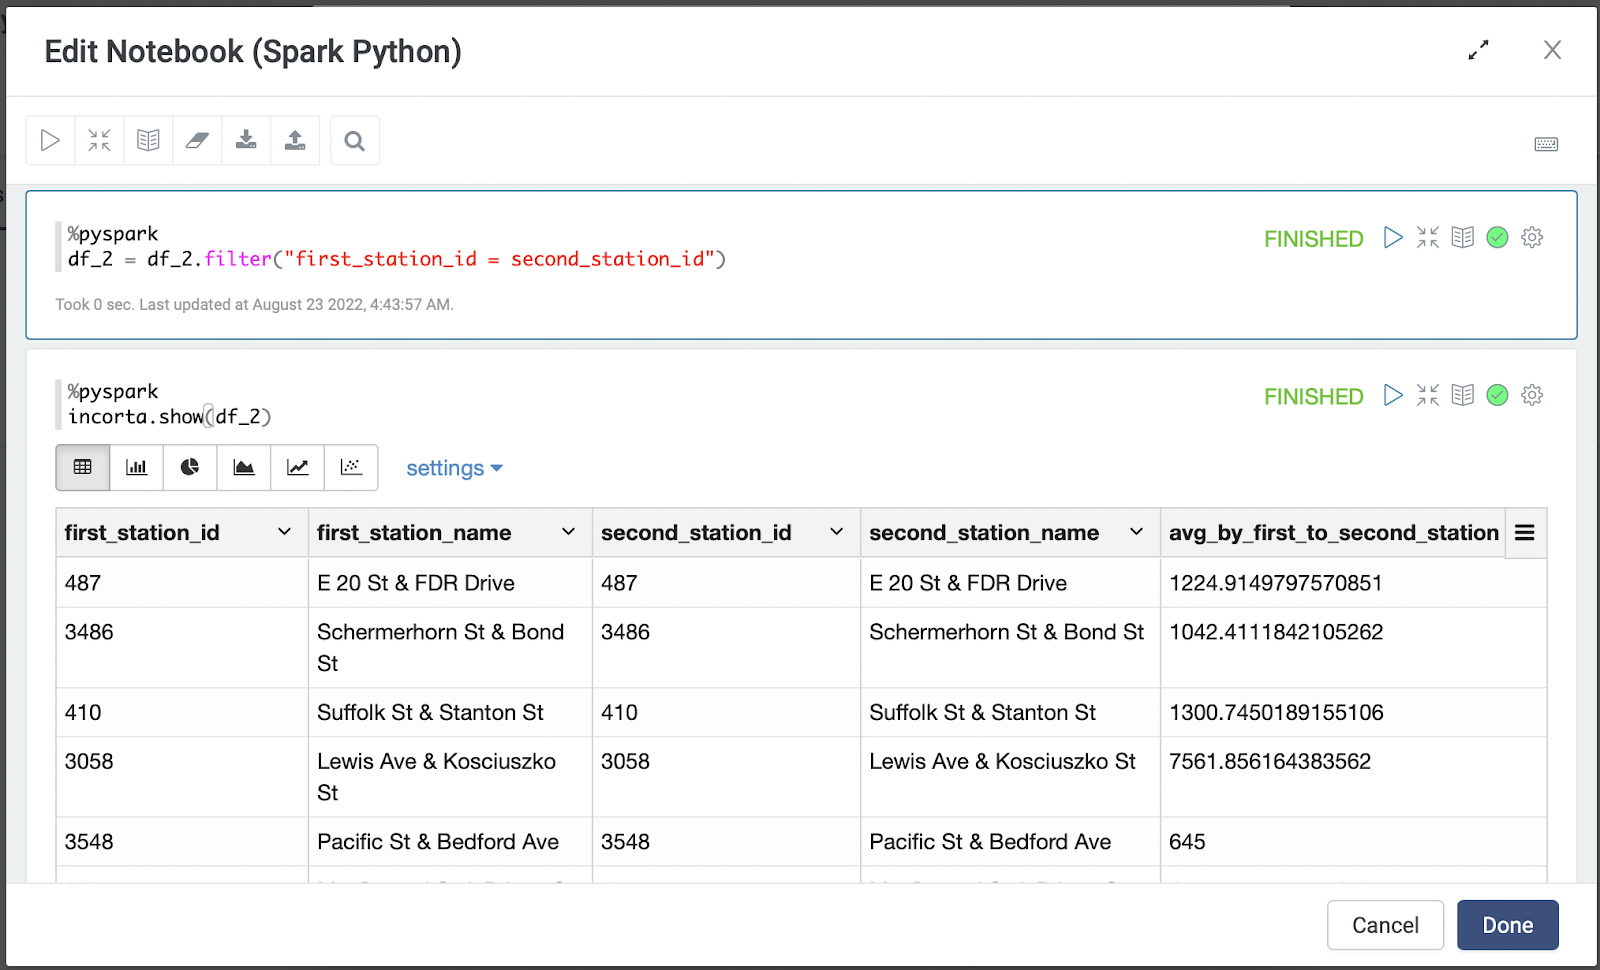 Edit Notebook (Spark Python)
%pyspark
df_2 = df_2.filter("first_station_id = second_station_id")
FINISHED
Took 0 sec. Last updated at August 23 2022, 4:43:57 AM.
%pyspark
incorta.show(df_2)
FINISHED
settings
first_station_id first_station_name second_station_id second_station_name avg_by_first_to_second_station
487 E 20 St & FDR Drive 487 E 20 St & FDR Drive 1224.9149797570851
3486 Schermerhorn St & Bond 3486 Schermerhorn St & Bond St 1042.4111842105262
St
410 Suffolk St & Stanton St 410 Suffolk St & Stanton St 1300.7450189155106
3058 Lewis Ave & Kosciuszko 3058 Lewis Ave & Kosciuszko St 7561.856164383562
St
3548 Pacific St & Bedford Ave 3548 Pacific St & Bedford Ave 645
Cancel Done